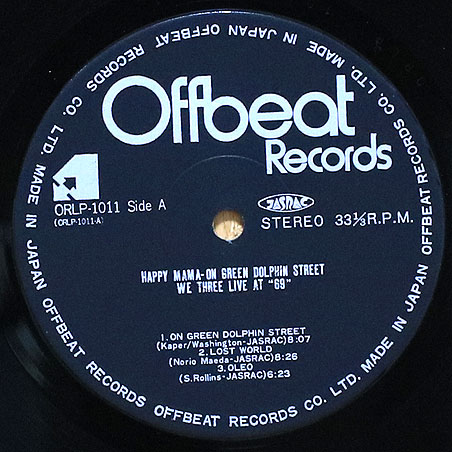 MADE IN JAPAN OFFBEAT RECORDS CO. LTD. MADE IN JAPAN OFFBEAT RECORDS CO. LTD. MADE IN JAPAN OFFBEAT RECORDS OFFBEAT RECORDS CO. LTD.
Offbeat
Records
ORLP-1011 Side A
(ORLP-1011-A)
JASRAC
STEREO 33⅓R.P.M.
HAPPY MAMA-ON GREEN DOLPHIN STREET
WE THREE LIVE AT "69"
1.ON GREEN DOLPHIN STREET
(Kaper/Washington-JASRAC)8:07
2.LOST WORLD
(Norio Maeda-JASRAC)8:26
3.OLEO
(S.Rollins-JASRAC)6:23